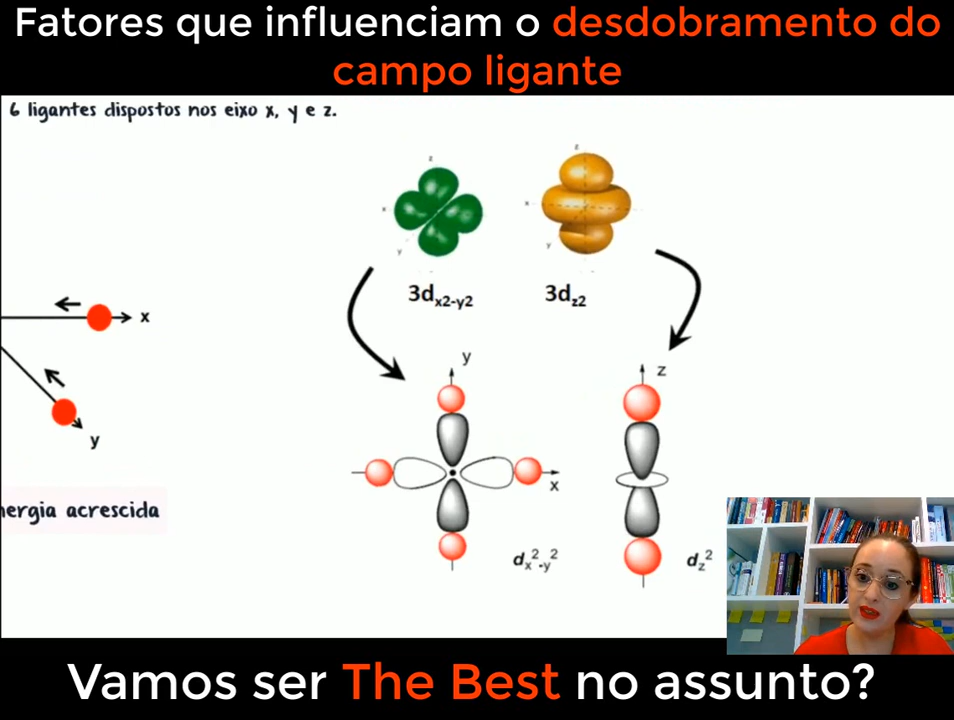 Fatores que influenciam o desdobramento do
campo ligante
6 ligantes dispostos nos eixo x, y e z.
z
x
y
z
x
y
3dx2-y2
3dz2
x
y
y
x
z
nergia acrescida
dx²-y²
dz²
Vamos ser The Best no assunto?